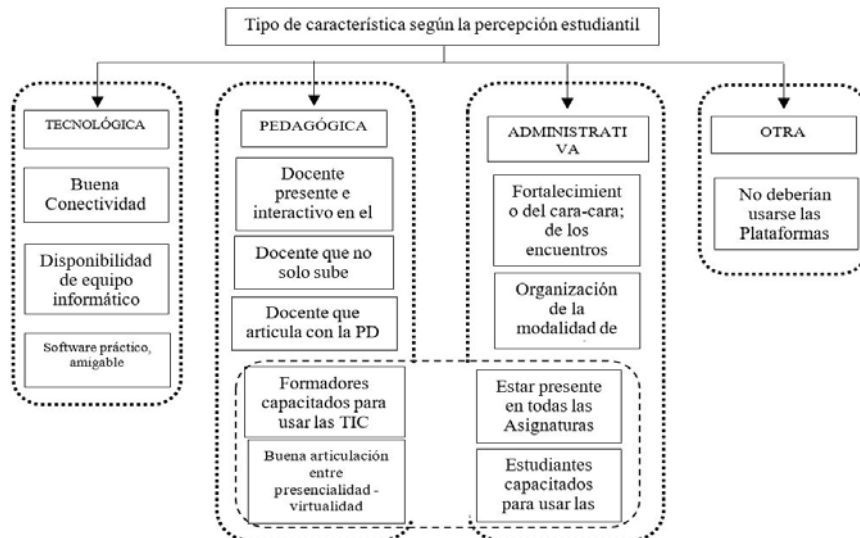 Tipo de característica según la percepción estudiantil
TECNOLÓGICA
Buena
Conectividad
Disponibilidad
de equipo
informático
Software práctico,
amigable
PEDAGÓGICA
Docente
presente e
interactivo en el
Docente que no
solo sube
Docente que
articula con la PD
Formadores
capacitados para
usar las TIC
Buena articulación
entre
presencialidad -
virtualidad
ADMINISTRATI
VA
Fortalecimient
o del cara-cara;
de los
encuentros
Organización
de la
modalidad de
Estar presente
en todas las
Asignaturas
Estudiantes
capacitados
para usar las
OTRA
No deberían
usarse las
Plataformas